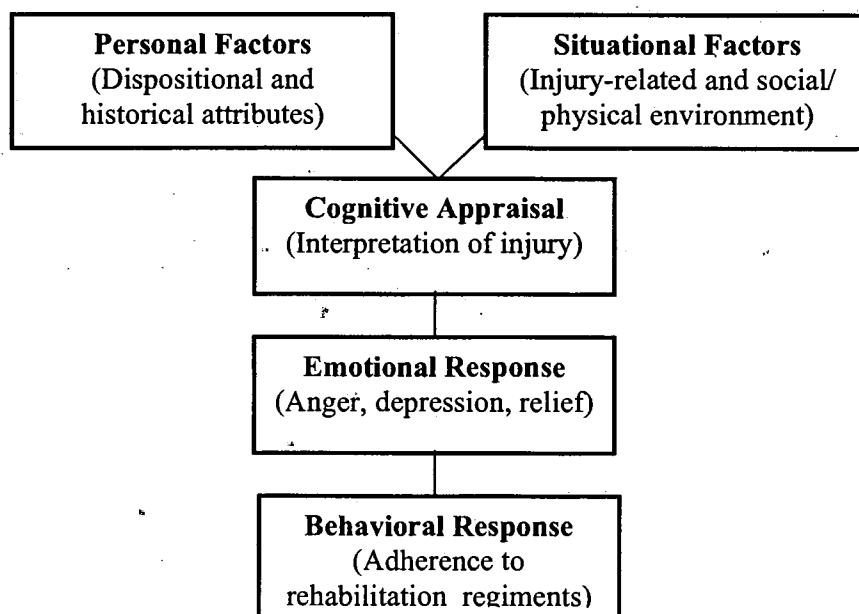 Personal Factors
(Dispositional and
historical attributes)
Situational Factors
(Injury-related and social/
physical environment)
Cognitive Appraisal
(Interpretation of injury)
Emotional Response
(Anger, depression, relief)
Behavioral Response
(Adherence to
rehabilitation regiments)